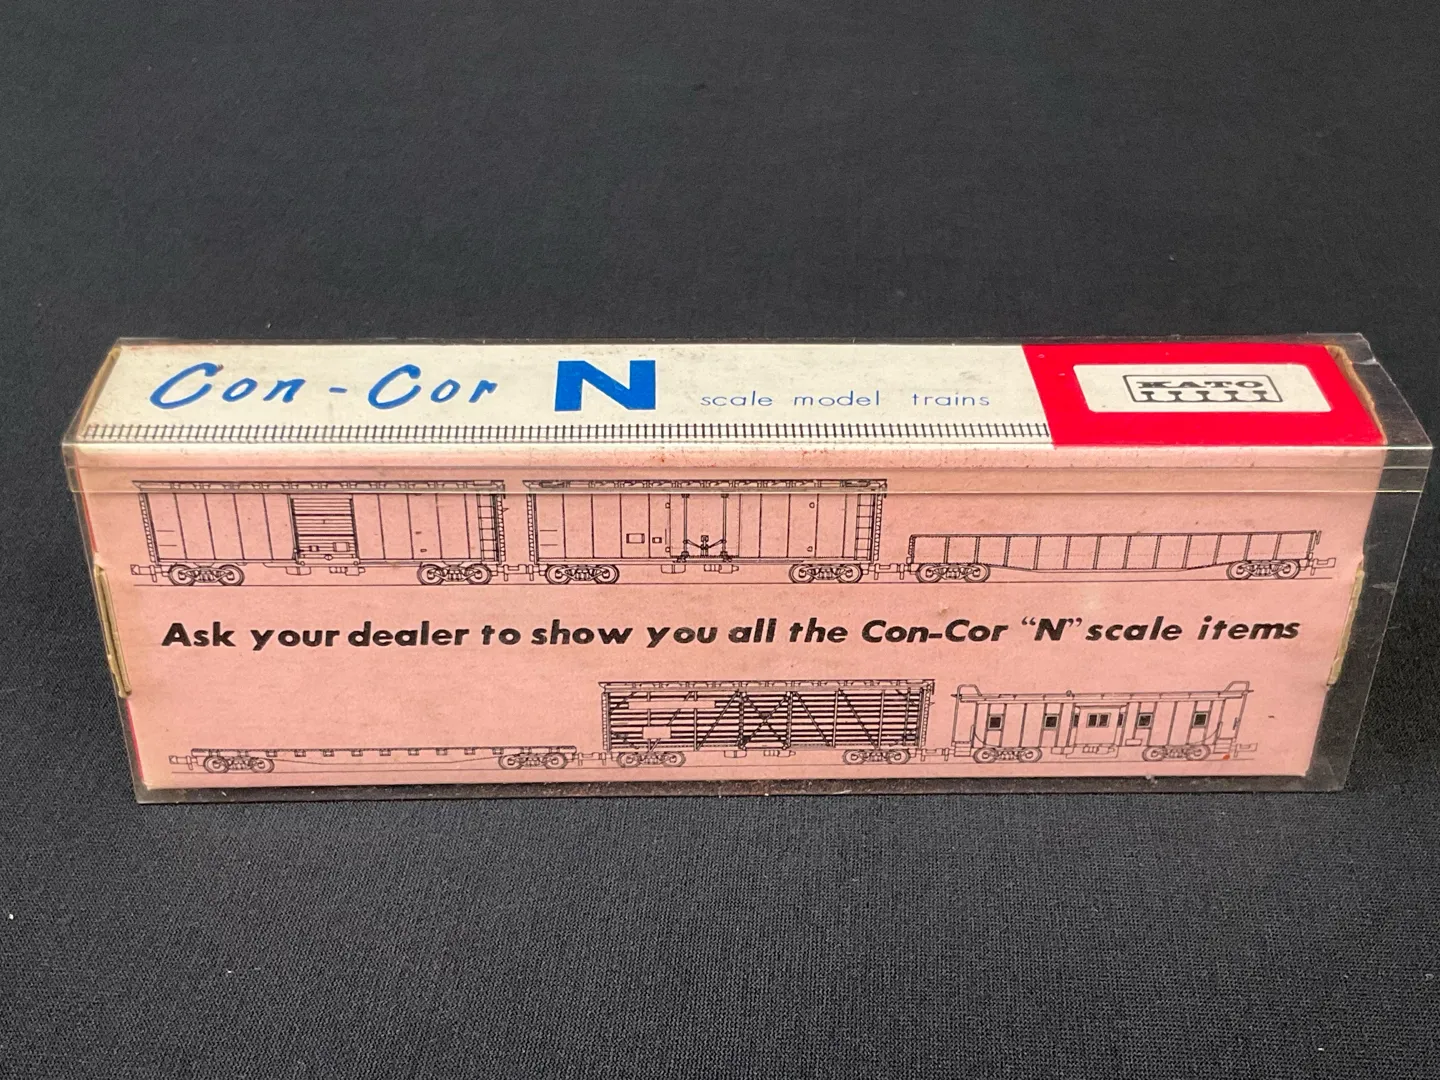 Con-Cor N scale model trains
KATO
Ask your dealer to show you all the Con-Cor “N” scale items